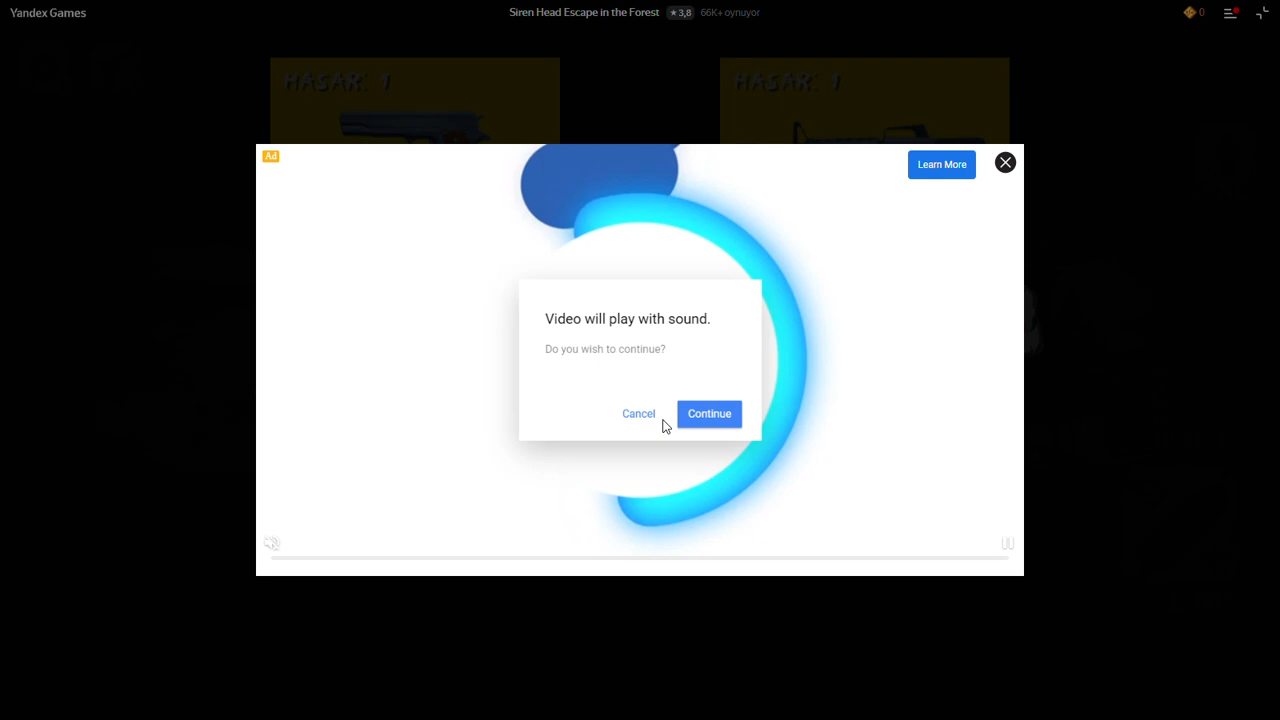 Yandex Games
Siren Head Escape in the Forest ★3,8 66K+ oynuyor
0
HASAR: 1
HASAR: 1
Ad
Learn More
Video will play with sound.
Do you wish to continue?
Cancel
Continue